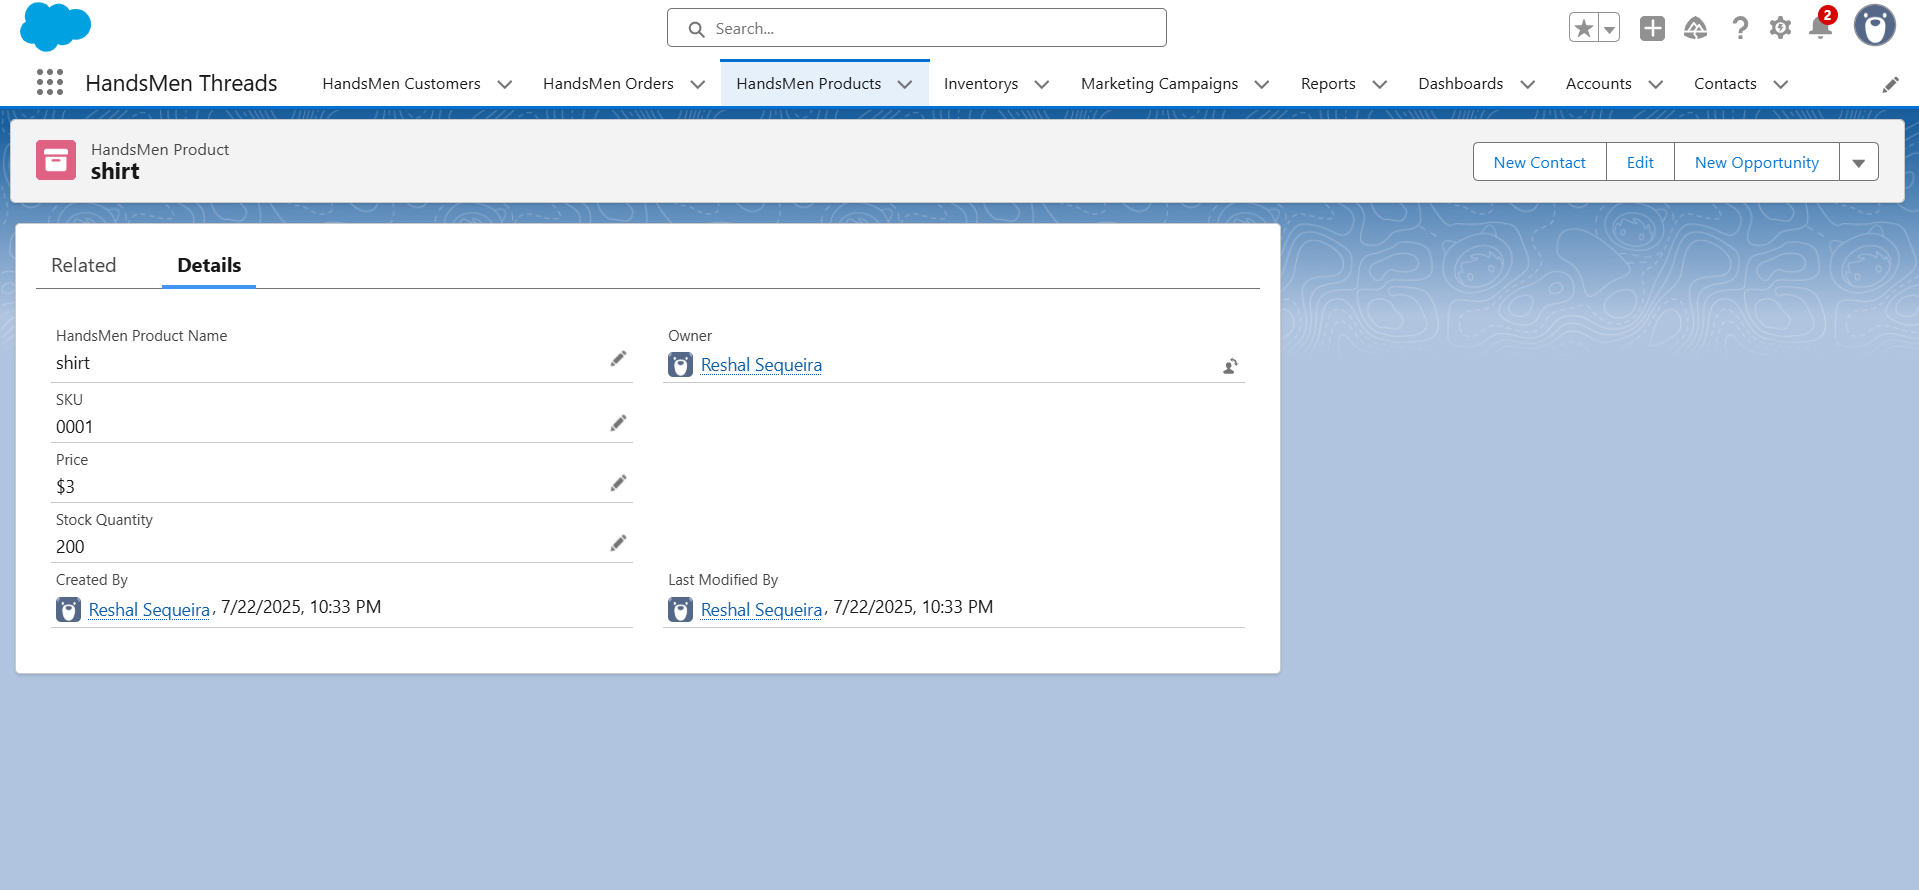 Search...
2
HandsMen Threads
HandsMen Customers
HandsMen Orders
HandsMen Products
Inventorys
Marketing Campaigns
Reports
Dashboards
Accounts
Contacts
HandsMen Product
shirt
New Contact
Edit
New Opportunity
Related
Details
HandsMen Product Name
shirt
Owner
Reshal Sequeira
SKU
0001
Price
$3
Stock Quantity
200
Created By
Reshal Sequeira, 7/22/2025, 10:33 PM
Last Modified By
Reshal Sequeira, 7/22/2025, 10:33 PM